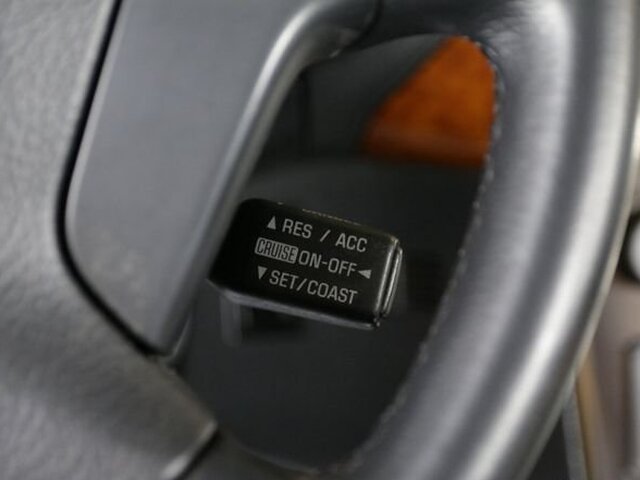 ▲ RES / ACC
CRUISE ON-OFF ◄
▼ SET/COAST